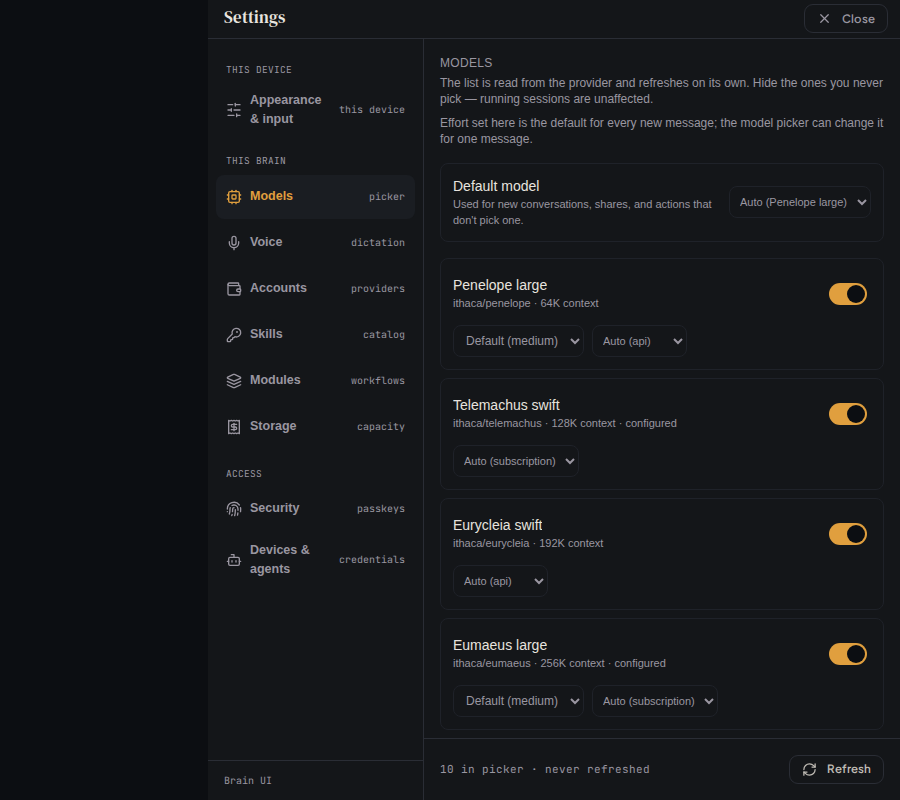 Settings
Close
THIS DEVICE
Appearance & input
this device
THIS BRAIN
Models
picker
Voice
dictation
Accounts
providers
Skills
catalog
Modules
workflows
Storage
capacity
ACCESS
Security
passkeys
Devices & agents
credentials
Brain UI
MODELS
The list is read from the provider and refreshes on its own. Hide the ones you never
pick — running sessions are unaffected.
Effort set here is the default for every new message; the model picker can change it
for one message.
Default model
Used for new conversations, shares, and actions that
don't pick one.
Auto (Penelope large)
Penelope large
ithaca/penelope · 64K context
Default (medium)
Auto (api)
Telemachus swift
ithaca/telemachus · 128K context · configured
Auto (subscription)
Eurycleia swift
ithaca/eurycleia · 192K context
Auto (api)
Eumaeus large
ithaca/eumaeus · 256K context · configured
Default (medium)
Auto (subscription)
10 in picker · never refreshed
Refresh